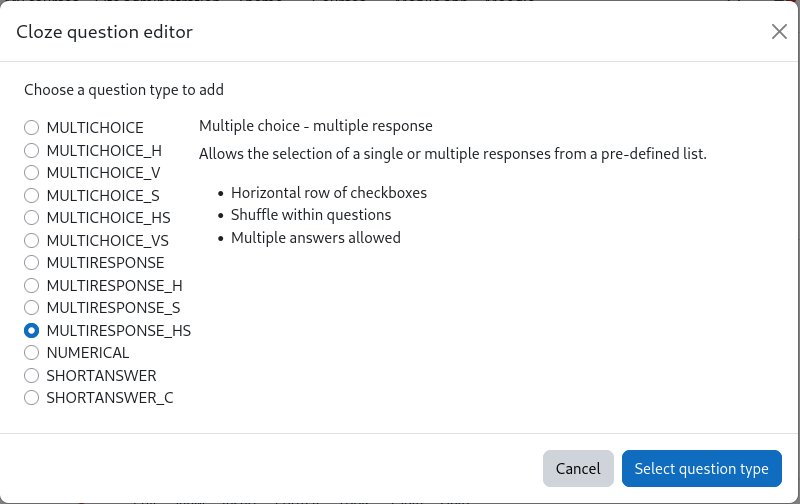 Cloze question editor
Choose a question type to add
MULTICHOICE
MULTICHOICE_H
MULTICHOICE_V
MULTICHOICE_S
MULTICHOICE_HS
MULTICHOICE_VS
MULTIRESPONSE
MULTIRESPONSE_H
MULTIRESPONSE_S
MULTIRESPONSE_HS
NUMERICAL
SHORTANSWER
SHORTANSWER_C
Multiple choice - multiple response
Allows the selection of a single or multiple responses from a pre-defined list.
• Horizontal row of checkboxes
• Shuffle within questions
• Multiple answers allowed
Cancel
Select question type